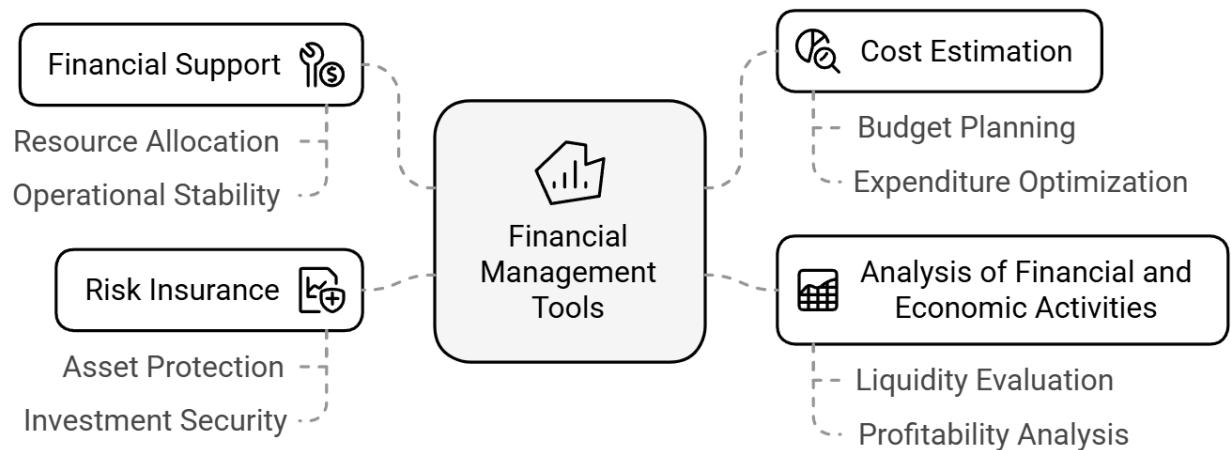 Financial Support
Resource Allocation
Operational Stability
Risk Insurance
Asset Protection
Investment Security
Financial
Management
Tools
Cost Estimation
Budget Planning
Expenditure Optimization
Analysis of Financial and
Economic Activities
Liquidity Evaluation
Profitability Analysis